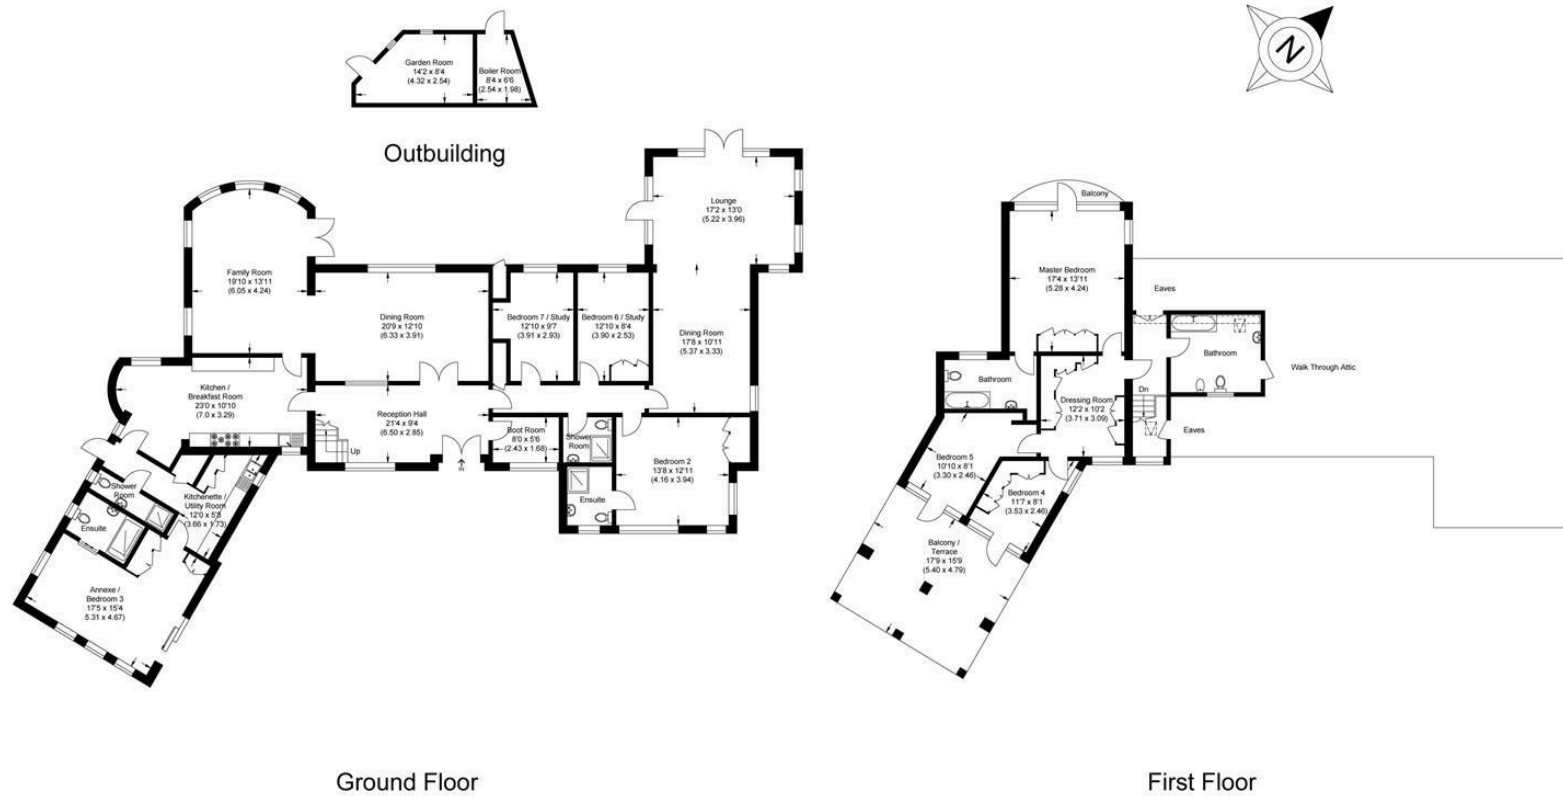 Garden Room
14'2 x 8'4
(4.32 x 2.54)
Boiler Room
8'4 x 6'6
(2.54 x 1.98)
Outbuilding
N
Lounge
17'2 x 13'0
(5.22 x 3.96)
Family Room
19'10 x 13'11
(6.05 x 4.24)
Dining Room
20'9 x 12'10
(6.33 x 3.91)
Bedroom 7 / Study
12'10 x 9'7
(3.91 x 2.93)
Bedroom 6 / Study
12'10 x 8'4
(3.90 x 2.53)
Dining Room
17'8 x 10'11
(5.37 x 3.33)
Kitchen /
Breakfast Room
23'0 x 10'10
(7.0 x 3.29)
Reception Hall
21'4 x 9'4
(6.50 x 2.85)
Up
IN
Boot Room
8'0 x 5'6
(2.43 x 1.68)
Shower
Room
Bedroom 2
13'8 x 12'11
(4.16 x 3.94)
Ensuite
Shower
Room
Kitchenette /
Utility Room
12'0 x 5'8
(3.66 x 1.73)
Ensuite
Annexe /
Bedroom 3
17'5 x 15'4
5.31 x 4.67)
Ground Floor
Balcony
Master Bedroom
17'4 x 13'11
(5.28 x 4.24)
Eaves
Bathroom
Walk Through Attic
Bathroom
Dressing Room
12'2 x 10'2
(3.71 x 3.09)
Dn
Eaves
Bedroom 5
10'10 x 8'1
(3.30 x 2.46)
Bedroom 4
11'7 x 8'1
(3.53 x 2.46)
Balcony /
Terrace
17'9 x 15'9
(5.40 x 4.79)
First Floor